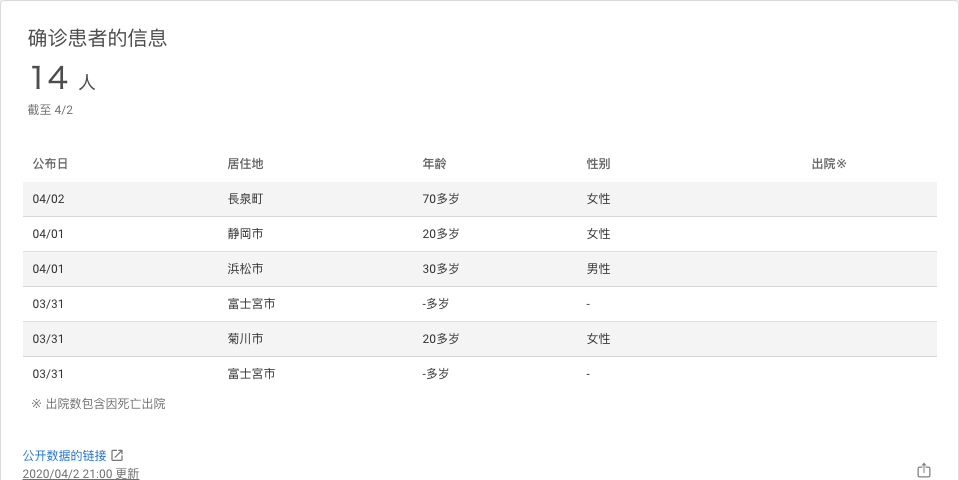 确诊患者的信息
14 人
截至 4/2
公布日 居住地 年龄 性别 出院※
04/02 長泉町 70多岁 女性
04/01 静岡市 20多岁 女性
04/01 浜松市 30多岁 男性
03/31 富士宮市 -多岁 -
03/31 菊川市 20多岁 女性
03/31 富士宮市 -多岁 -
※ 出院数包含因死亡出院
公开数据的链接
2020/04/2 21:00 更新